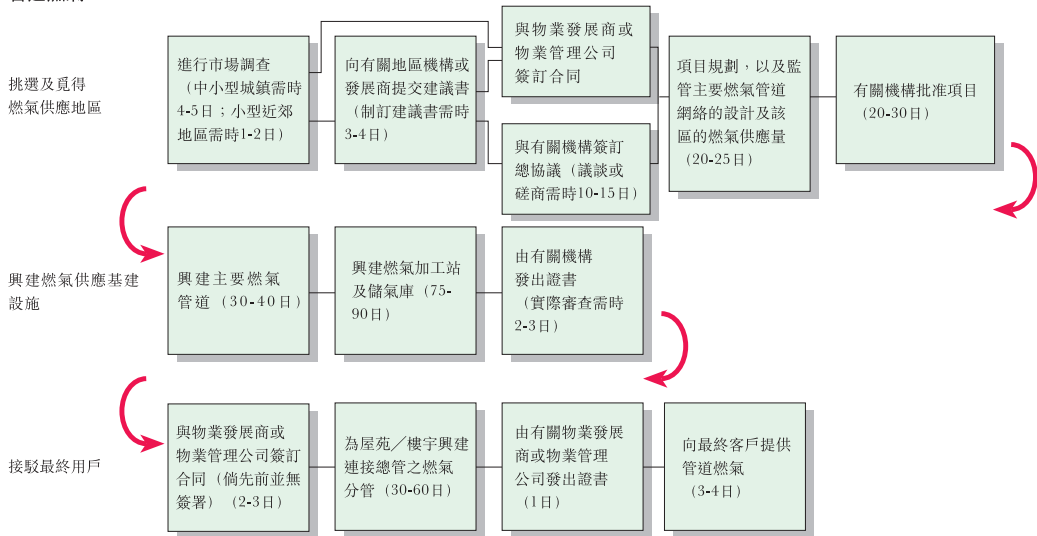 挑選及覓得
燃氣供應地區
進行市場調查
（中小型城鎮需時
4-5日；小型近郊
地區需時1-2日）
向有關地區機構或
發展商提交建議書
（制訂建議書需時
3-4日）
與物業發展商或
物業管理公司
簽訂合同
與有關機構簽訂
總協議（議談或
磋商需時10-15日）
項目規劃，以及監
管主要燃氣管道
網絡的設計及該
區的燃氣供應量
（20-25日）
有關機構批准項目
（20-30日）
興建燃氣供應基建
設施
興建主要燃氣
管道（30-40日）
興建燃氣加工站
及儲氣庫（75-
90日）
由有關機構
發出證書
（實際審查需時
2-3日）
接駁最終用戶
與物業發展商或
物業管理公司簽訂
合同（倘先前並無
簽署）（2-3日）
為屋苑／樓宇興建
連接總管之燃氣
分管（30-60日）
由有關物業發展
商或物業管理
公司發出證書
（1日）
向最終客戶提供
管道燃氣
（3-4日）